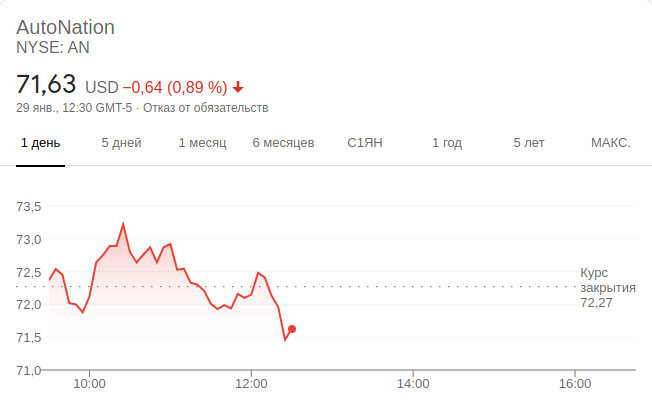 AutoNation
NYSE: AN
71,63 USD −0,64 (0,89 %)
29 янв., 12:30 GMT-5 · Отказ от обязательств
1 день 5 дней 1 месяц 6 месяцев С1ЯН 1 год 5 лет МАКС.
73,5
73,0
72,5
Курс
закрытия
72,27
72,0
71,5
71,0
10:00 12:00 14:00 16:00